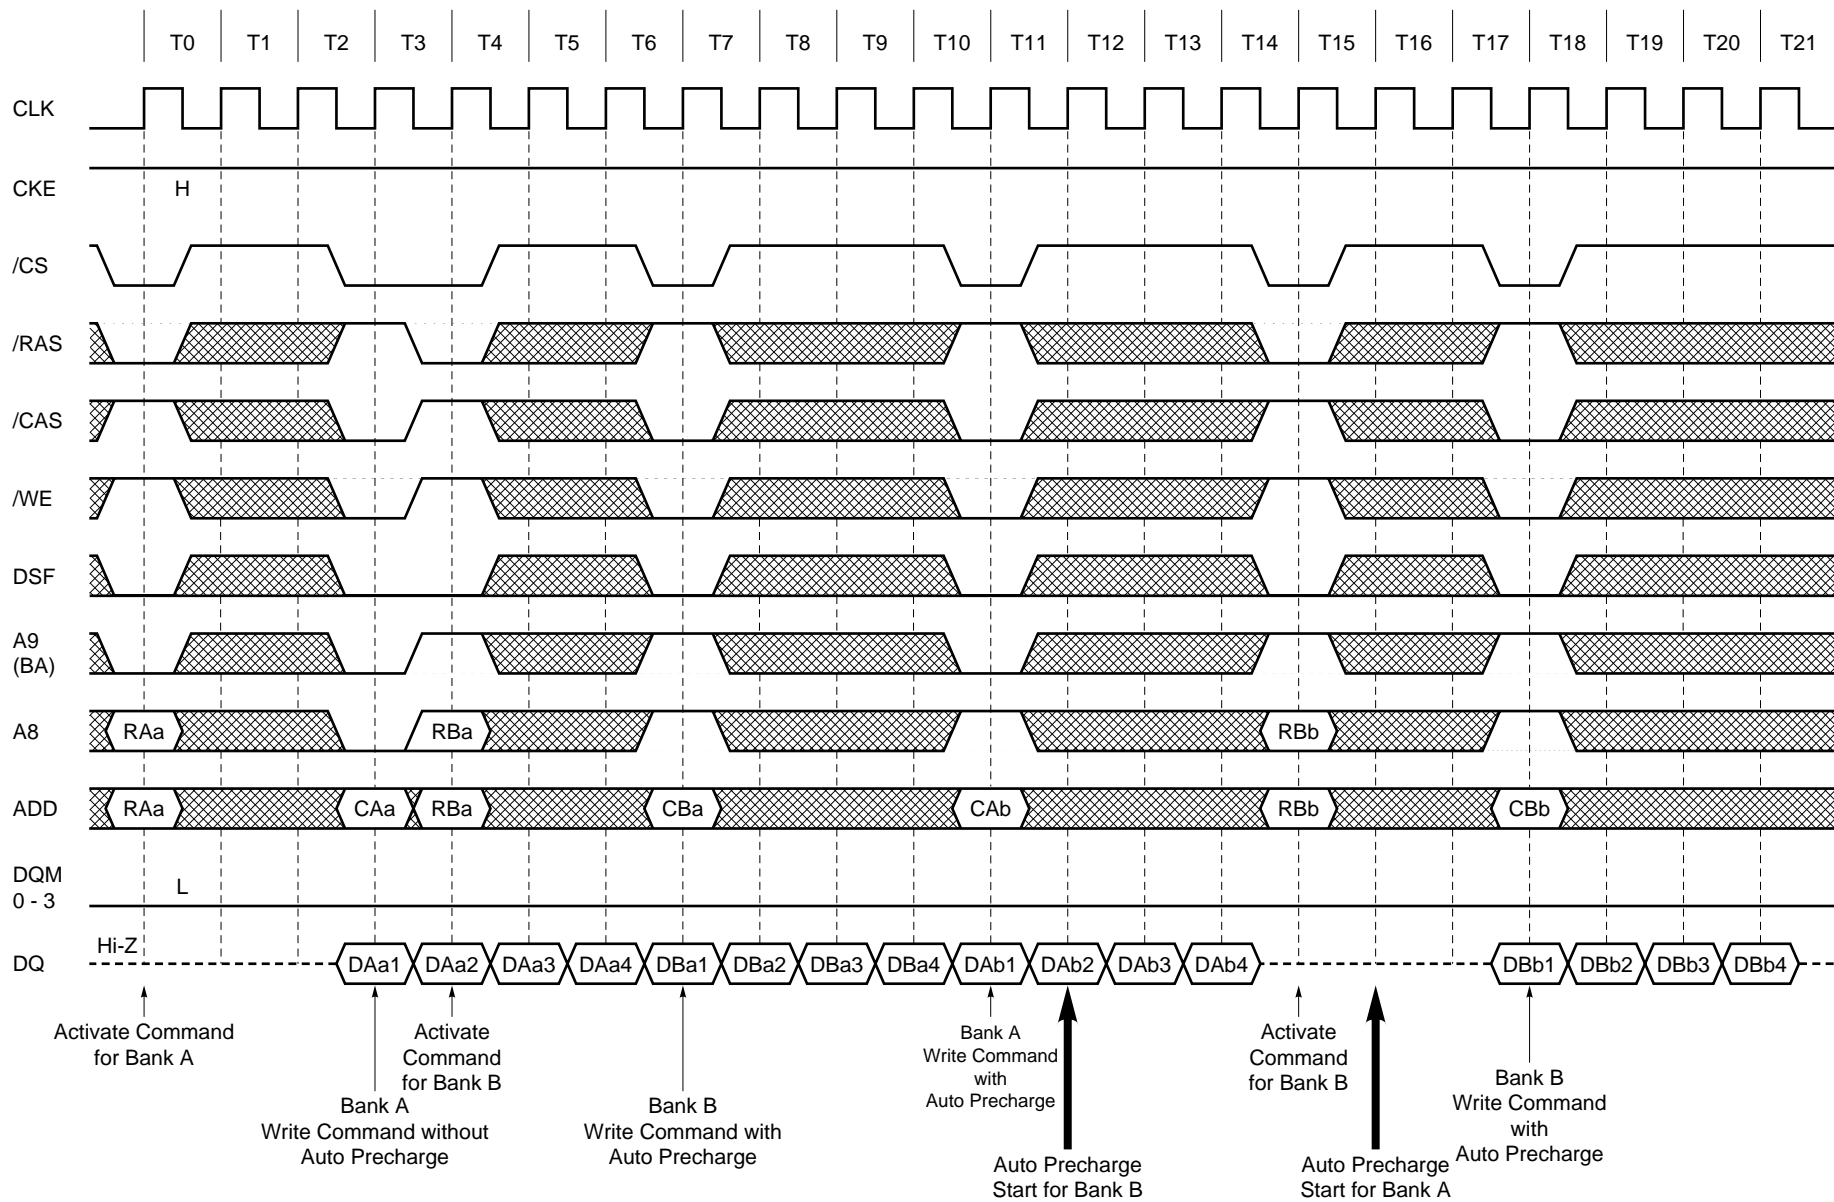 T0 T1 T2 T3 T4 T5 T6 T7 T8 T9 T10 T11 T12 T13 T14 T15 T16 T17 T18 T19 T20 T21
CLK
CKE H
/CS
/RAS
/CAS
/WE
DSF
A9
(BA)
A8 RAa RBa RBb
ADD RAa CAa RBa CBa CAb RBb CBb
DQM
0 - 3 L
Hi-Z
DQ DAa1 DAa2 DAa3 DAa4 DBa1 DBa2 DBa3 DBa4 DAb1 DAb2 DAb3 DAb4 DBb1 DBb2 DBb3 DBb4
Activate Command
for Bank A
Bank A
Write Command without
Auto Precharge
Activate
Command
for Bank B
Bank B
Write Command with
Auto Precharge
Bank A
Write Command
with
Auto Precharge
Auto Precharge
Start for Bank B
Activate
Command
for Bank B
Auto Precharge
Start for Bank A
Bank B
Write Command
with
Auto Precharge